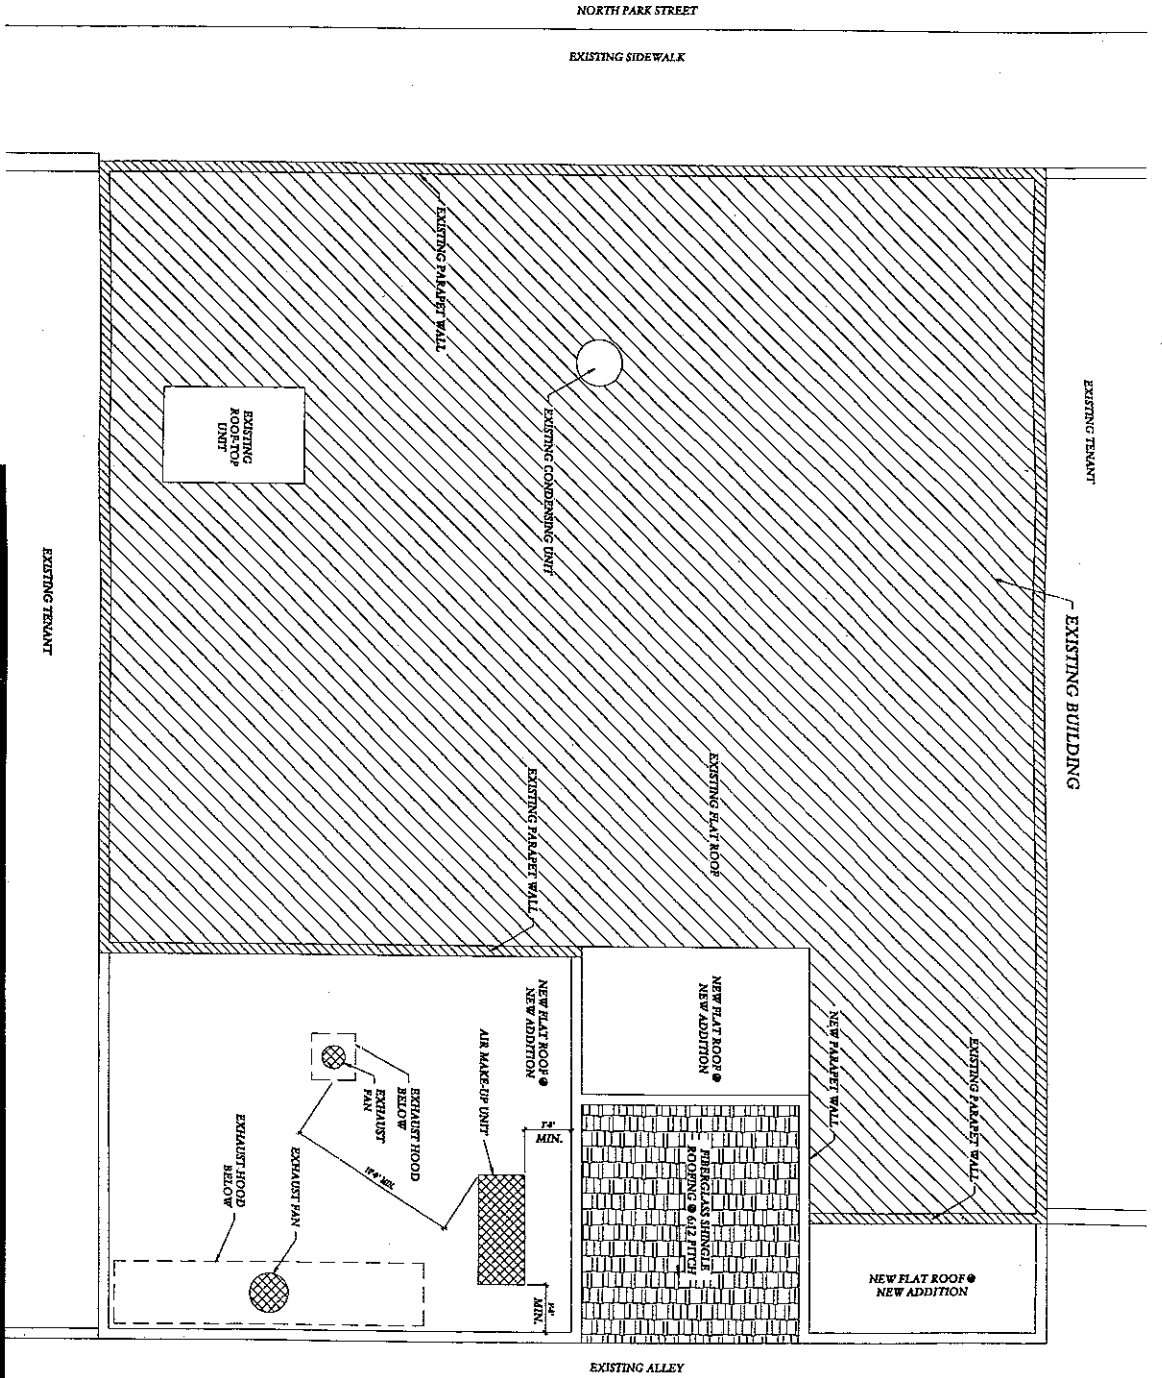 NORTH PARK STREET
EXISTING SIDEWALK
EXISTING PARAPET WALL
EXISTING CONDENSING UNIT
EXISTING
ROOF-TOP
UNIT
EXISTING TENANT
EXISTING TENANT
EXISTING BUILDING
EXISTING FLAT ROOF
EXISTING PARAPET WALL
NEW FLAT ROOF @
NEW ADDITION
NEW FLAT ROOF @
NEW ADDITION
NEW PARAPET WALL
EXISTING PARAPET WALL
AIR MAKE-UP UNIT
EXHAUST HOOD
BELOW
EXHAUST
FAN
MIN.
FIBERGLASS SHINGLE
ROOFING @ 6:12 PITCH
EXHAUST HOOD
BELOW
EXHAUST FAN
MIN.
NEW FLAT ROOF @
NEW ADDITION
EXISTING ALLEY